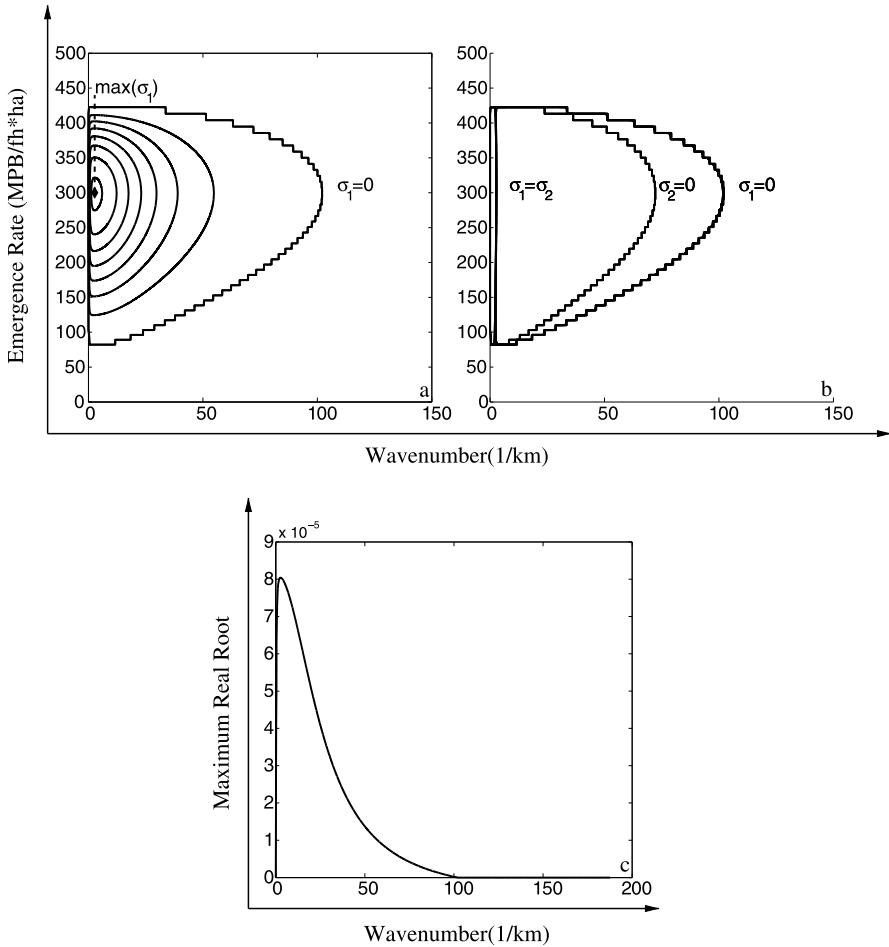 Emergence Rate (MPB/fh*ha)
500
450
400
350
300
250
200
150
100
50
0
max(σ1)
σ1=0
a
0 50 100 150
500
450
400
350
300
250
200
150
100
50
0
σ1=σ2
σ2=0
σ1=0
b
0 50 100 150
Wavenumber(1/km)
Maximum Real Root
x 10−5
9
8
7
6
5
4
3
2
1
0
c
0 50 100 150 200
Wavenumber(1/km)